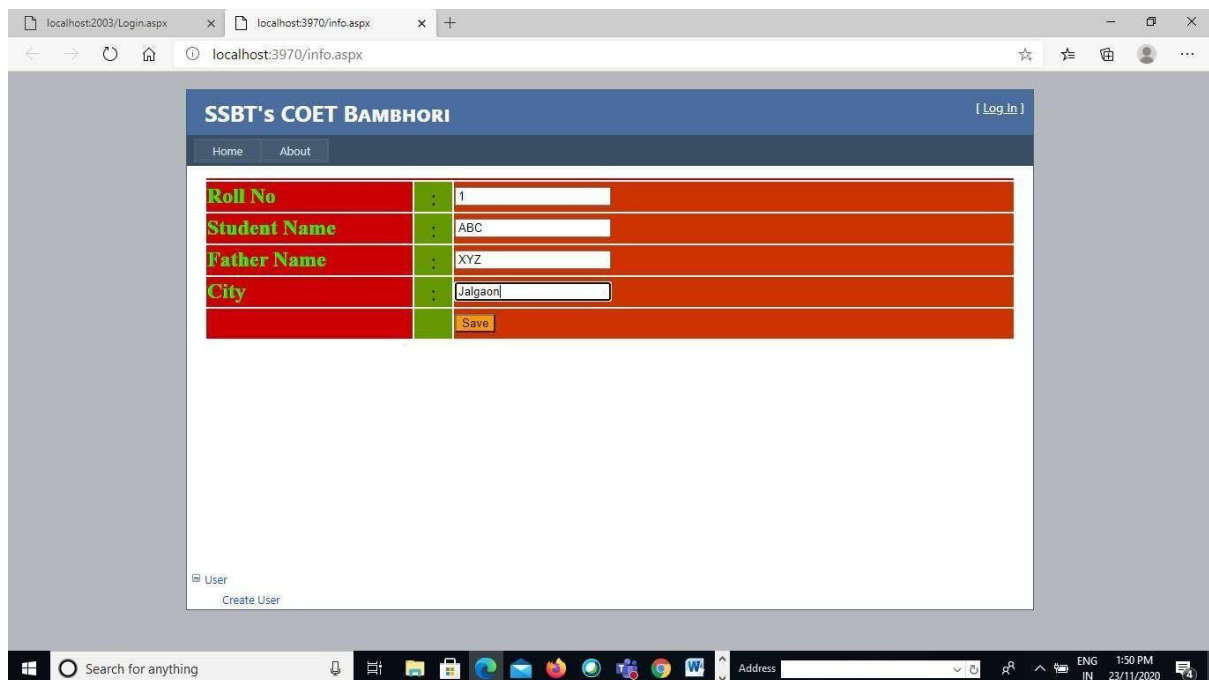 localhost:2003/Login.aspx
localhost:3970/info.aspx
localhost:3970/info.aspx
SSBT's COET BAMBHORI
[ Log In ]
Home About
Roll No : 1
Student Name : ABC
Father Name : XYZ
City : Jalgaon
Save
User
Create User
Search for anything
Address
ENG
IN
1:50 PM
23/11/2020
4